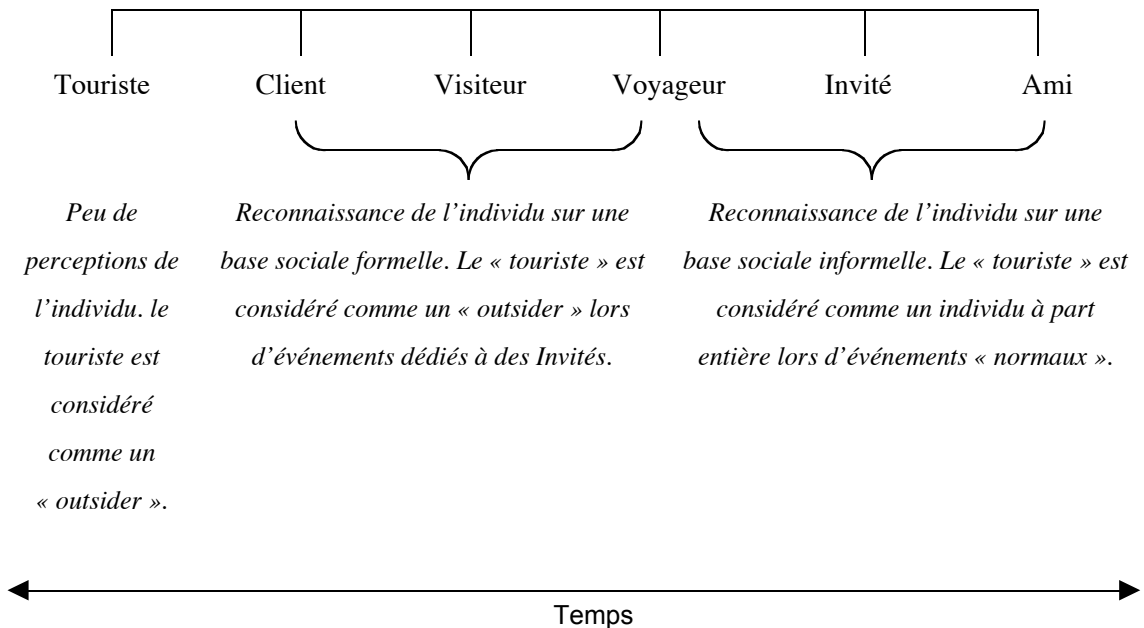 Touriste Client Visiteur Voyageur Invité Ami
Peu de
perceptions de
l’individu. le
touriste est
considéré
comme un
« outsider ».
Reconnaissance de l’individu sur une
base sociale formelle. Le « touriste » est
considéré comme un « outsider » lors
d’événements dédiés à des Invités.
Reconnaissance de l’individu sur une
base sociale informelle. Le « touriste » est
considéré comme un individu à part
entière lors d’événements « normaux ».
Temps